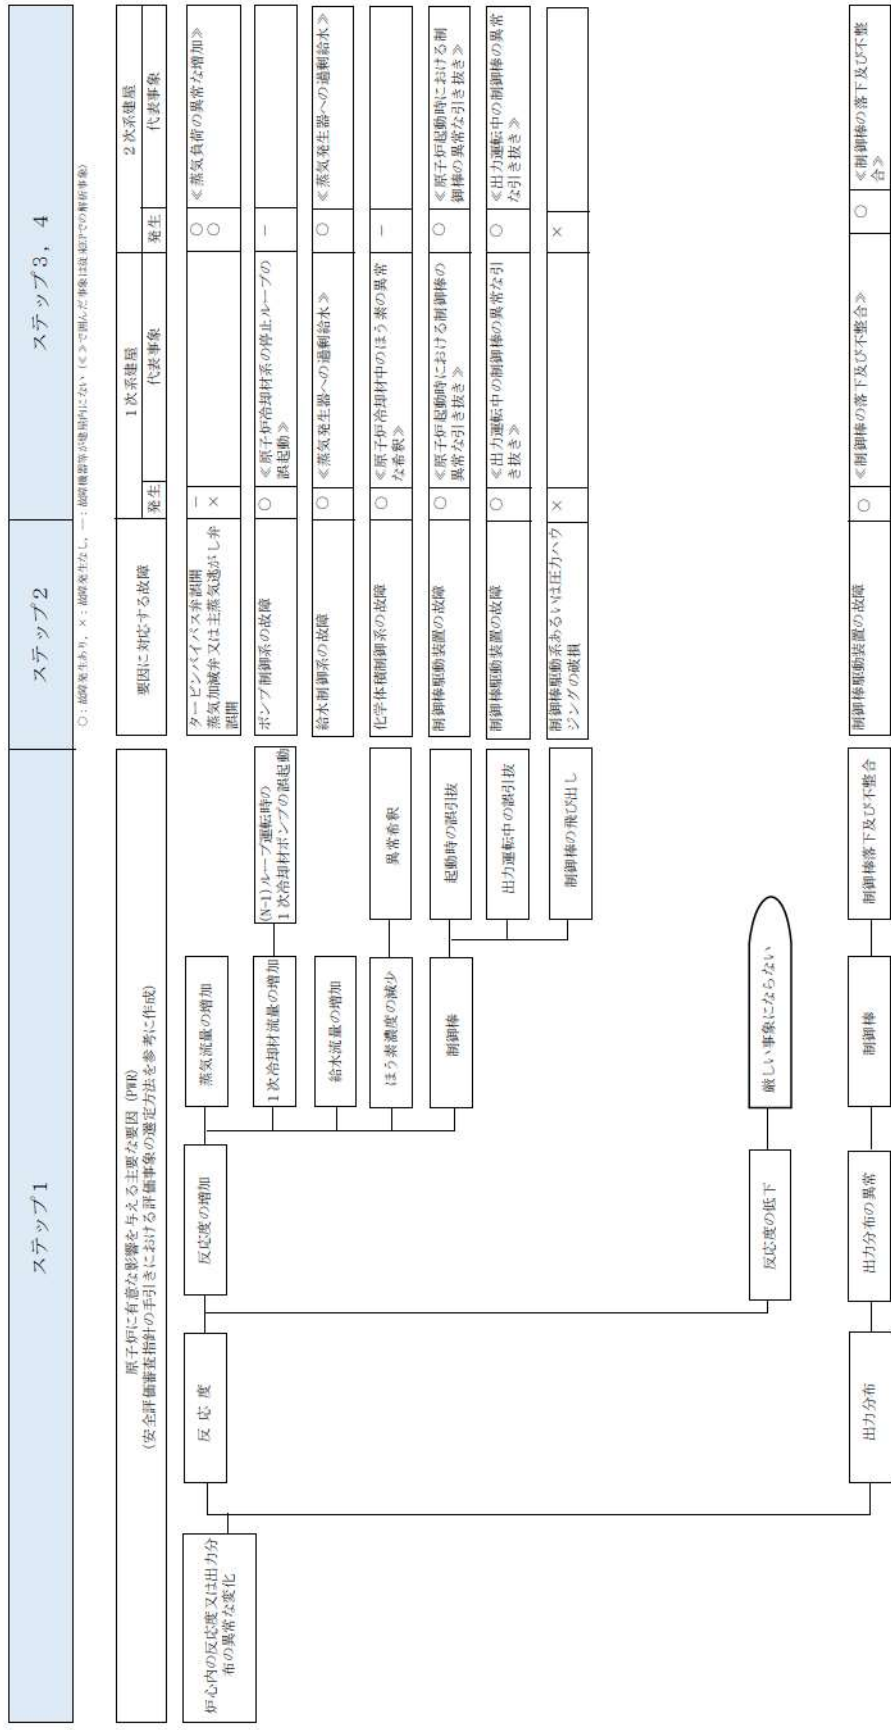 ステップ1
ステップ2
ステップ3，4
○：故障発生あり，×：故障発生なし，－：故障機器等が建屋内にない
原子炉に有意な影響を与える主要な要因（PWR）
（安全評価審査指針の手引きにおける評価事象の選定方法を参考に作成）
要因に対応する故障
1次系建屋
発生
代表事象
2次系建屋
発生
代表事象
炉心内の反応度又は出力分
布の異常な変化
反 応 度
反応度の増加
蒸気流量の増加
タービンバイパス弁誤開
蒸気加減弁又は主蒸気逃がし弁
誤開
－
×
○
○
≪蒸気負荷の異常な増加≫
1次冷却材流量の増加
(N-1)ループ運転時の
1次冷却材ポンプの誤起動
ポンプ制御系の故障
○
≪原子炉冷却材系の停止ループの
誤起動≫
－
給水流量の増加
給水制御系の故障
○
≪蒸気発生器への過剰給水≫
○
≪蒸気発生器への過剰給水≫
ほう素濃度の減少
異常希釈
化学体積制御系の故障
○
≪原子炉冷却材中のほう素の異常
な希釈≫
－
制御棒
起動時の誤引抜
制御棒駆動装置の故障
○
≪原子炉起動時における制御棒の
異常な引き抜き≫
○
≪原子炉起動時における制
御棒の異常な引き抜き≫
出力運転中の誤引抜
制御棒駆動装置の故障
○
≪出力運転中の制御棒の異常な引
き抜き≫
○
≪出力運転中の制御棒の異常
な引き抜き≫
制御棒の飛び出し
制御棒駆動系あるいは圧力ハウ
ジングの破損
×
×
反応度の低下
厳しい事象にならない
出力分布
出力分布の異常
制御棒
制御棒落下及び不整合
制御棒駆動装置の故障
○
≪制御棒の落下及び不整合≫
○
≪制御棒の落下及び不整
合≫